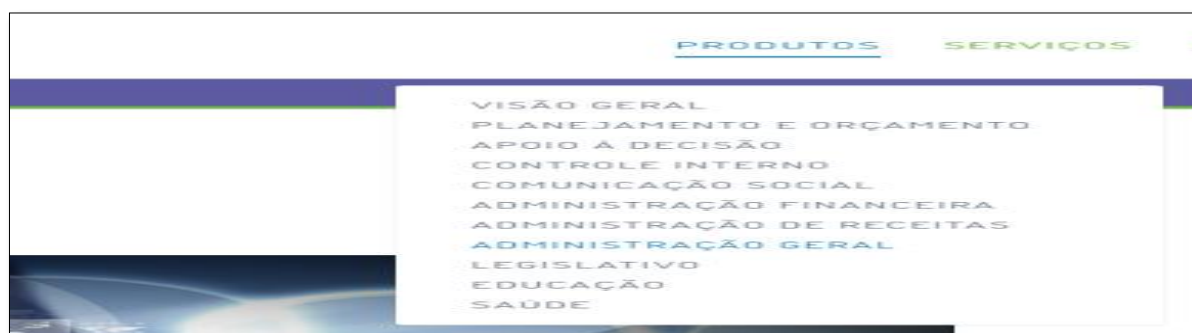 PRODUTOS SERVIÇOS
VISÃO GERAL
PLANEJAMENTO E ORÇAMENTO
APOIO À DECISÃO
CONTROLE INTERNO
COMUNICAÇÃO SOCIAL
ADMINISTRAÇÃO FINANCEIRA
ADMINISTRAÇÃO DE RECEITAS
ADMINISTRAÇÃO GERAL
LEGISLATIVO
EDUCAÇÃO
SAÚDE